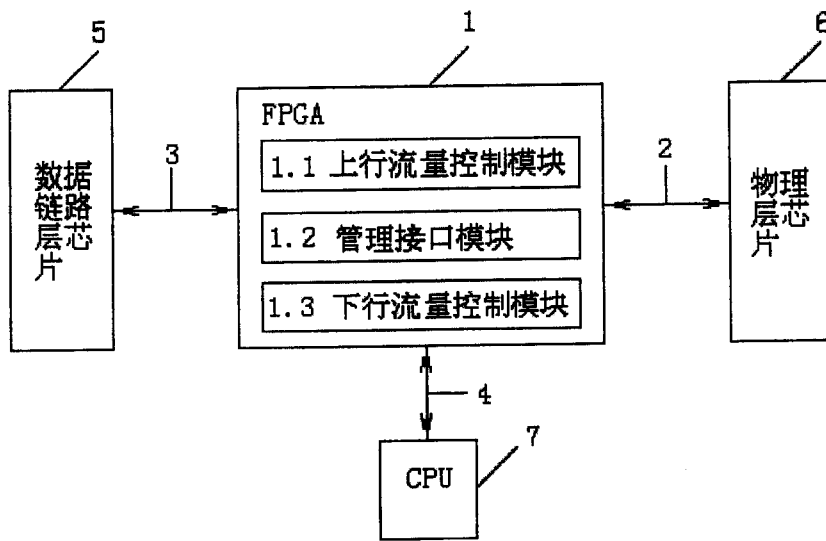 5
1
6
FPGA
1.1 上行流量控制模块
1.2 管理接口模块
1.3 下行流量控制模块
3
2
数据
链路
层芯
片
物理
层芯
片
4
7
CPU